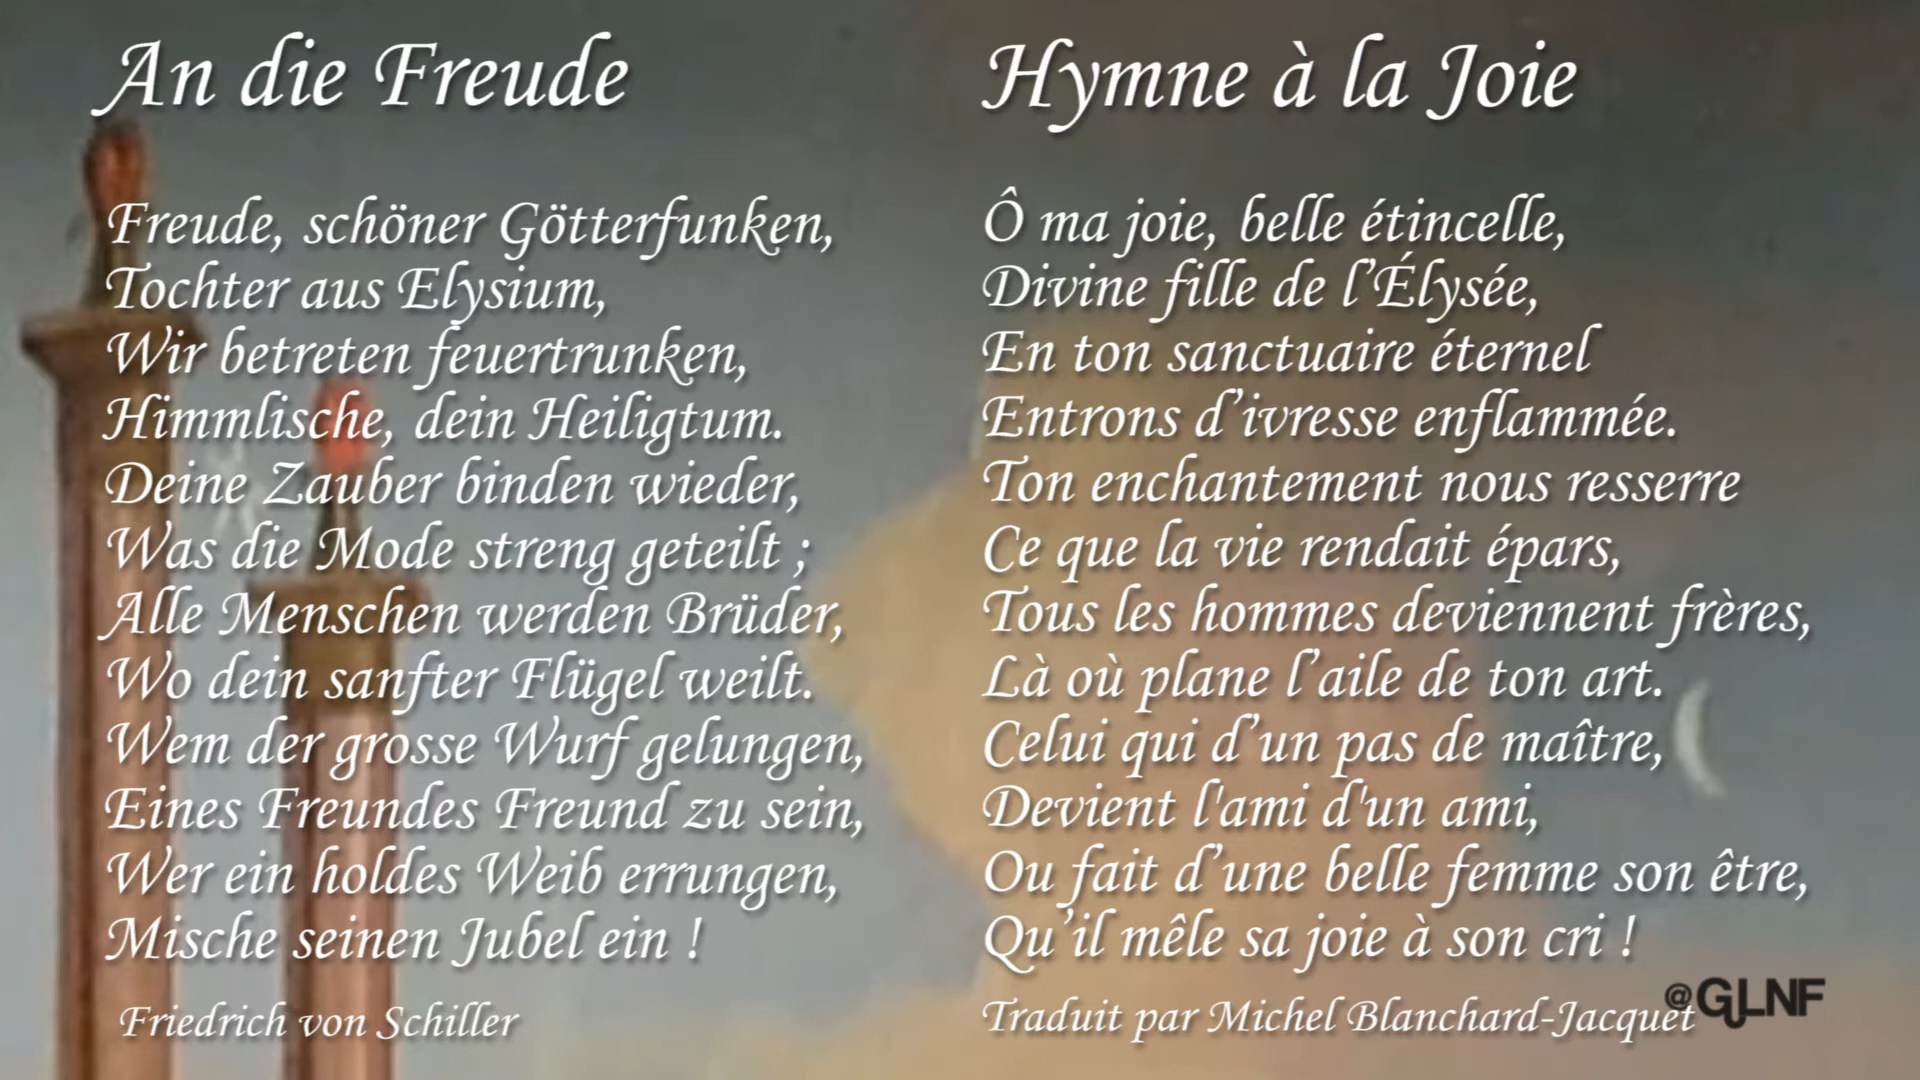 An die Freude
Freude, schöner Götterfunken,
Tochter aus Elysium,
Wir betreten feuertrunken,
Himmlische, dein Heiligtum.
Deine Zauber binden wieder,
Was die Mode streng geteilt ;
Alle Menschen werden Brüder,
Wo dein sanfter Flügel weilt.
Wem der grosse Wurf gelungen,
Eines Freundes Freund zu sein,
Wer ein holdes Weib errungen,
Mische seinen Jubel ein !
Friedrich von Schiller
Hymne à la Joie
Ô ma joie, belle étincelle,
Divine fille de l’Élysée,
En ton sanctuaire éternel
Entrons d’ivresse enflammée.
Ton enchantement nous resserre
Ce que la vie rendait épars,
Tous les hommes deviennent frères,
Là où plane l’aile de ton art.
Celui qui d’un pas de maître,
Devient l'ami d'un ami,
Ou fait d’une belle femme son être,
Qu’il mêle sa joie à son cri !
Traduit par Michel Blanchard-Jacquet
@GLNF